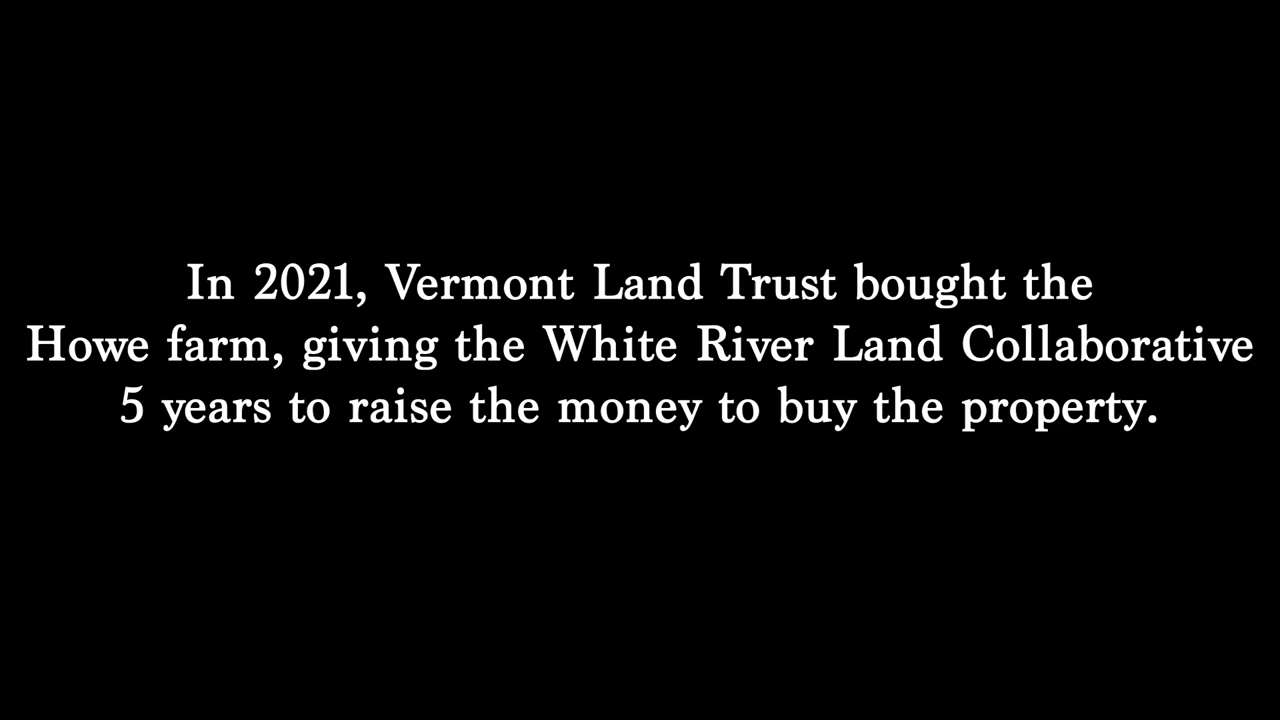 In 2021, Vermont Land Trust bought the
Howe farm, giving the White River Land Collaborative
5 years to raise the money to buy the property.